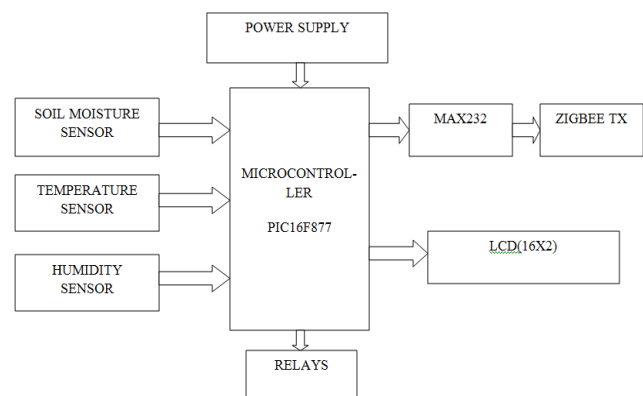 POWER SUPPLY
SOIL MOISTURE
SENSOR
TEMPERATURE
SENSOR
HUMIDITY
SENSOR
MICROCONTROL-
LER
PIC16F877
MAX232
ZIGBEE TX
LCD(16X2)
RELAYS